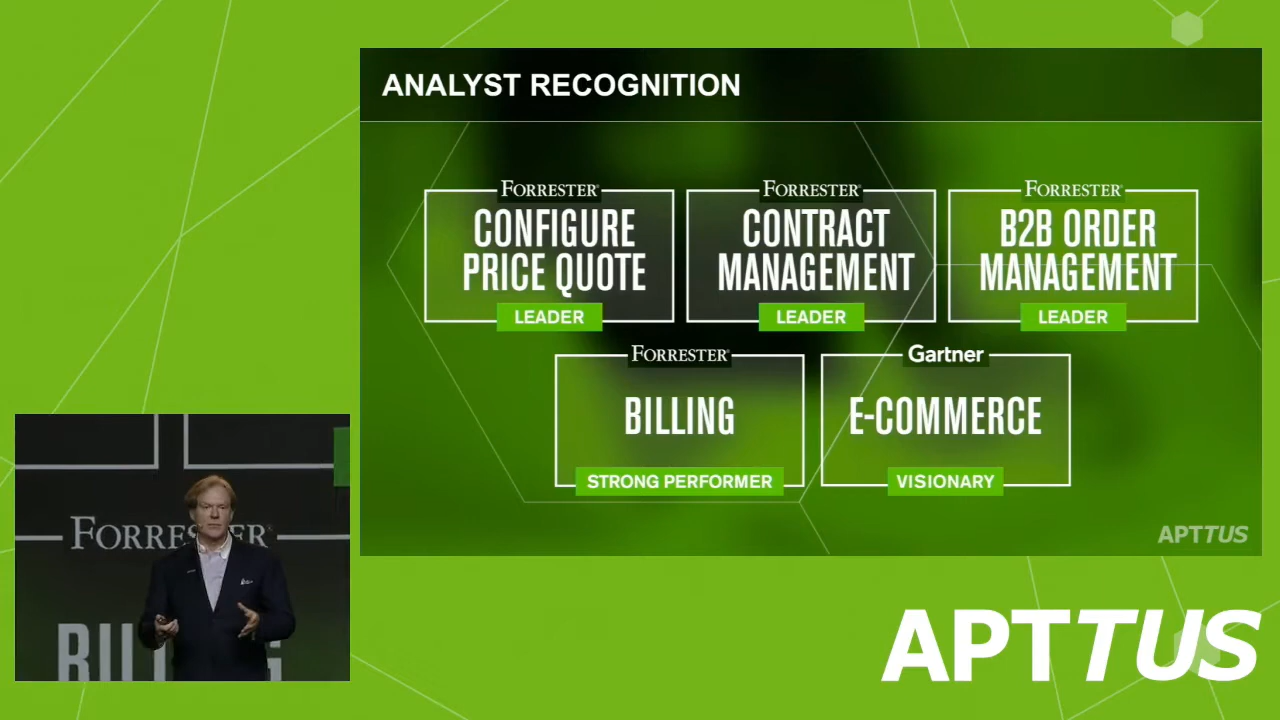 ANALYST RECOGNITION
FORRESTER
CONFIGURE
PRICE QUOTE
LEADER
FORRESTER
CONTRACT
MANAGEMENT
LEADER
FORRESTER
B2B ORDER
MANAGEMENT
LEADER
FORRESTER
BILLING
STRONG PERFORMER
Gartner
E-COMMERCE
VISIONARY
APTTUS
FORRESTER
BILLING
APTTUS